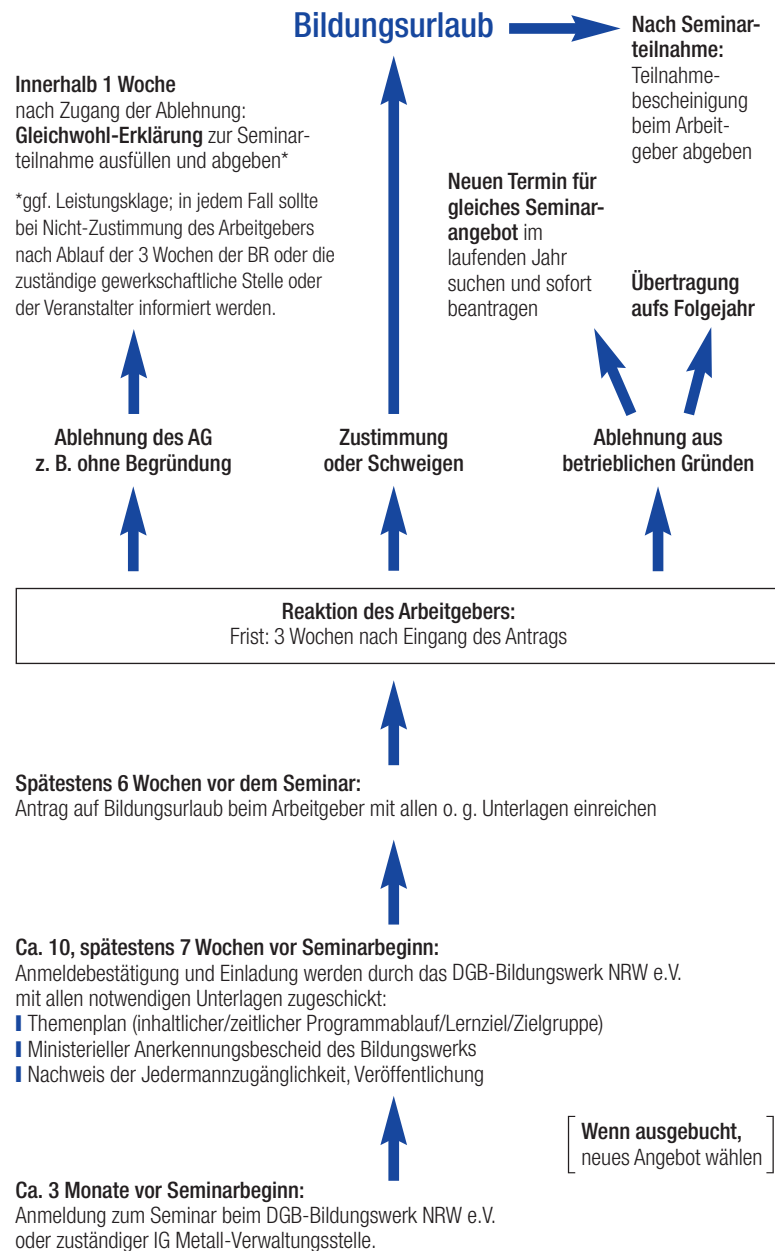 Bildungsurlaub
Nach Seminar-
teilnahme:
Teilnahme-
bescheinigung
beim Arbeit-
geber abgeben
Innerhalb 1 Woche
nach Zugang der Ablehnung:
Gleichwohl-Erklärung zur Seminar-
teilnahme ausfüllen und abgeben*
*ggf. Leistungsklage; in jedem Fall sollte
bei Nicht-Zustimmung des Arbeitgebers
nach Ablauf der 3 Wochen der BR oder die
zuständige gewerkschaftliche Stelle oder
der Veranstalter informiert werden.
Neuen Termin für
gleiches Seminar-
angebot im
laufenden Jahr
suchen und sofort
beantragen
Übertragung
aufs Folgejahr
Ablehnung des AG
z. B. ohne Begründung
Zustimmung
oder Schweigen
Ablehnung aus
betrieblichen Gründen
Reaktion des Arbeitgebers:
Frist: 3 Wochen nach Eingang des Antrags
Spätestens 6 Wochen vor dem Seminar:
Antrag auf Bildungsurlaub beim Arbeitgeber mit allen o. g. Unterlagen einreichen
Ca. 10, spätestens 7 Wochen vor Seminarbeginn:
Anmeldebestätigung und Einladung werden durch das DGB-Bildungswerk NRW e.V.
mit allen notwendigen Unterlagen zugeschickt:
Themenplan (inhaltlicher/zeitlicher Programmablauf/Lernziel/Zielgruppe)
Ministerieller Anerkennungsbescheid des Bildungswerks
Nachweis der Jedermannzugänglichkeit, Veröffentlichung
Wenn ausgebucht,
neues Angebot wählen
Ca. 3 Monate vor Seminarbeginn:
Anmeldung zum Seminar beim DGB-Bildungswerk NRW e.V.
oder zuständiger IG Metall-Verwaltungsstelle.